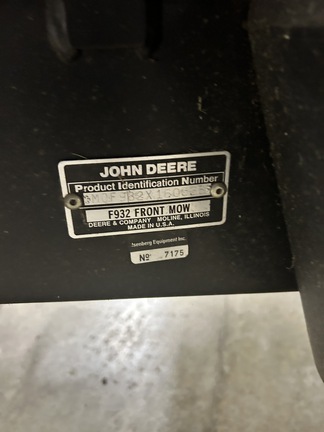 JOHN DEERE
Product Identification Number
F932 FRONT MOW
DEERE & COMPANY MOLINE, ILLINOIS
MADE IN U.S.A.
Equipment Inc.
Nº 7175